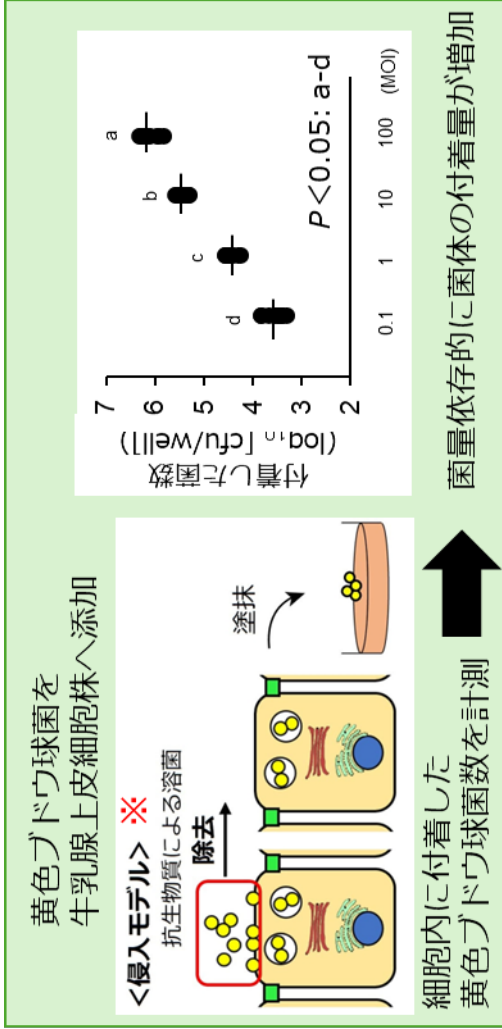 黄色ブドウ球菌を
牛乳腺上皮細胞株へ添加
<侵入モデル> ※
抗生物質による溶菌
除去
塗抹
細胞内に付着した
黄色ブドウ球菌数を計測
付着した菌数
(log₁₀[cfu/well])
7
6
5
4
3
2
a
b
c
d
P<0.05: a-d
0.1 1 10 100 (MOI)
菌量依存的に菌体の付着量が増加